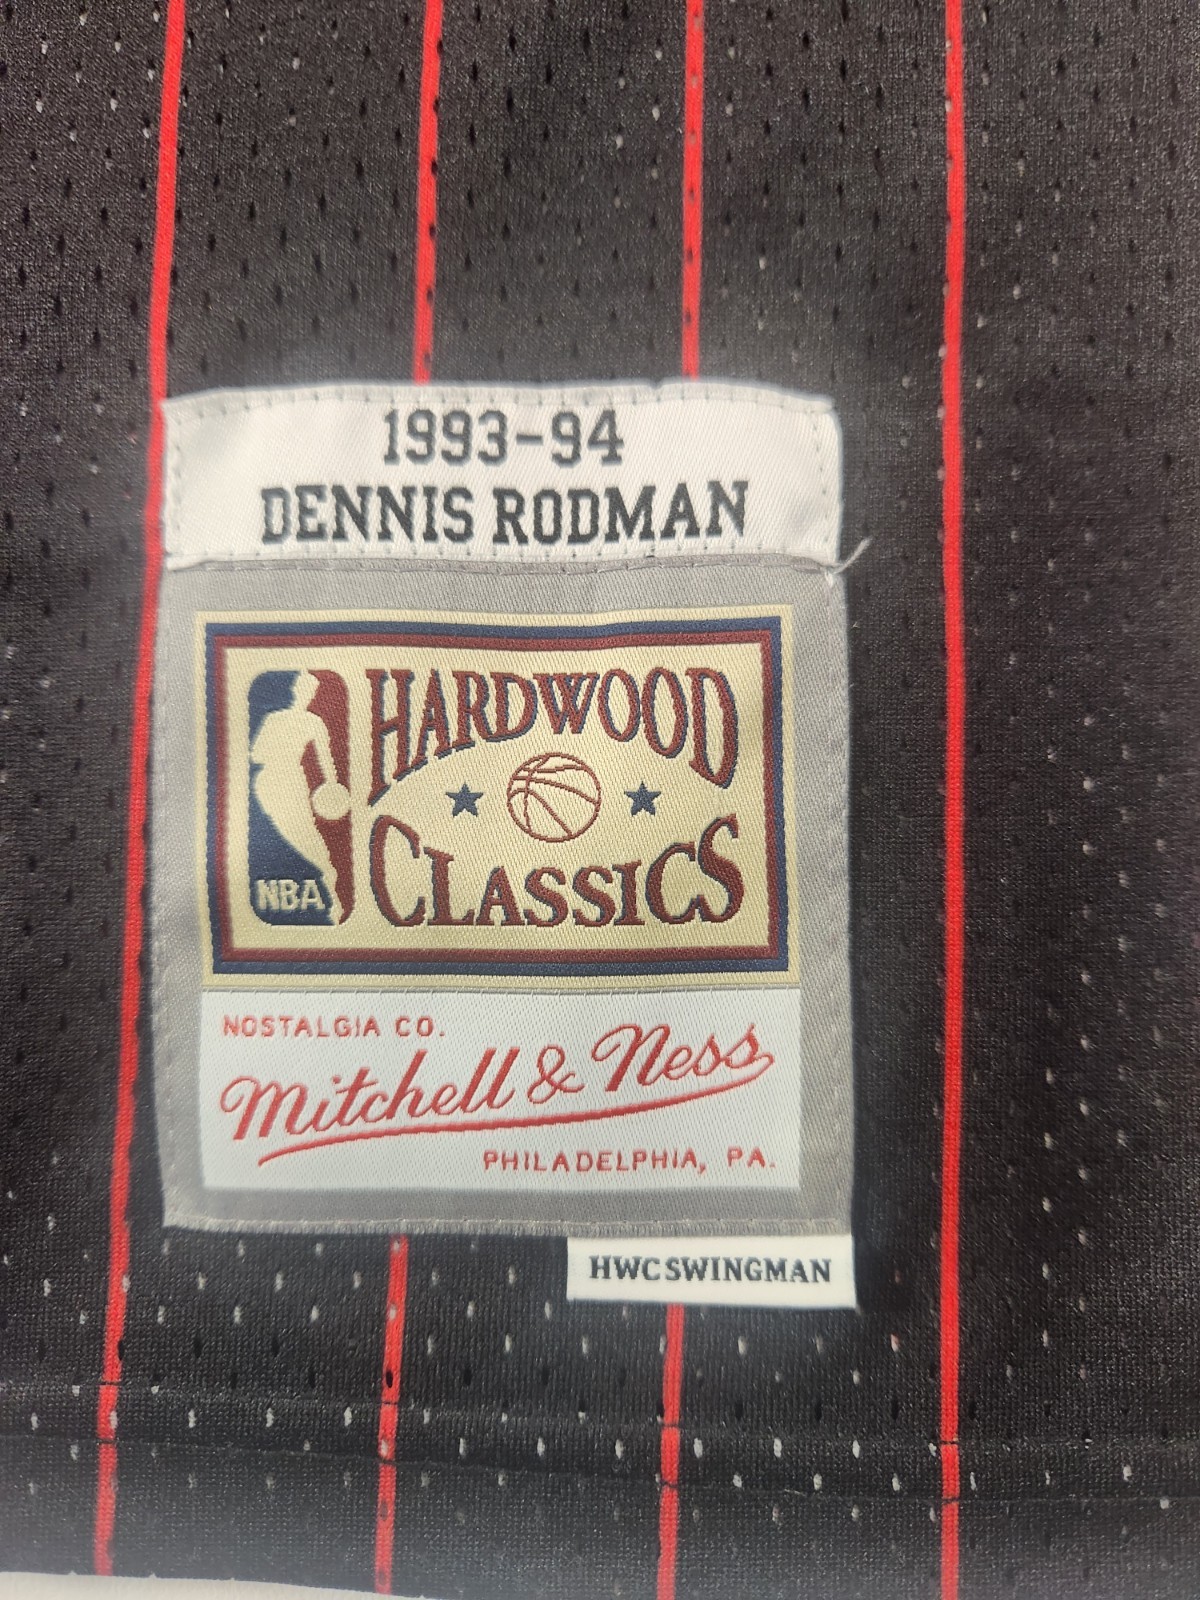 1993-94
DENNIS RODMAN
HARDWOOD
CLASSICS
NBA
NOSTALGIA CO.
Mitchell & Ness
PHILADELPHIA, PA.
HWC SWINGMAN